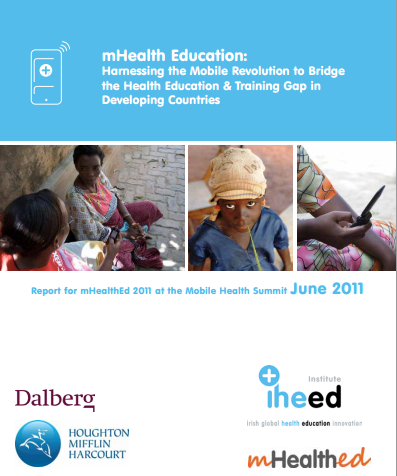 mHealth Education:
Harnessing the Mobile Revolution to Bridge
the Health Education & Training Gap in
Developing Countries
Report for mHealthEd 2011 at the Mobile Health Summit June 2011
Dalberg
HOUGHTON
MIFFLIN
HARCOURT
Institute
iheed
irish global health education innovation
mHealthed